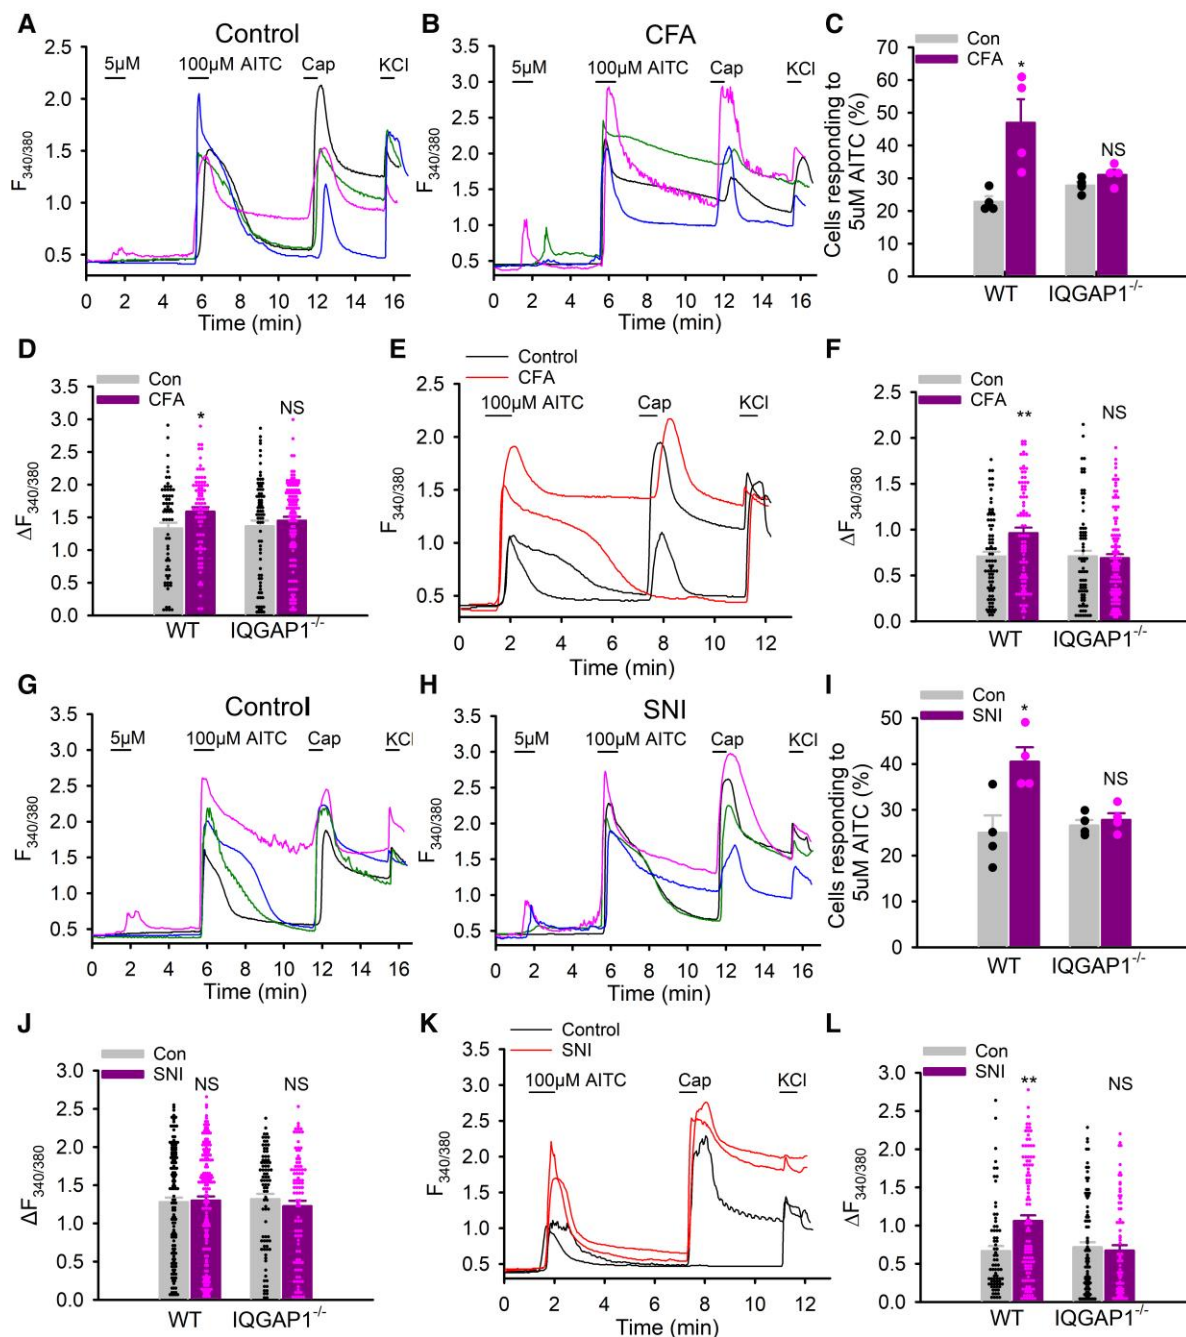 A
Control
5µM
100µM AITC
Cap
KCl
2.5
2.0
1.5
1.0
0.5
F340/380
0 2 4 6 8 10 12 14 16
Time (min)
B
CFA
5µM
100µM AITC
Cap
KCl
3.5
3.0
2.5
2.0
1.5
1.0
0.5
F340/380
0 2 4 6 8 10 12 14 16
Time (min)
C
Con
CFA
70
60
50
40
30
20
10
0
Cells responding to
5uM AITC (%)
*
NS
WT IQGAP1-/-
D
Con
CFA
3.5
3.0
2.5
2.0
1.5
1.0
0.5
0.0
ΔF340/380
*
NS
WT IQGAP1-/-
E
Control
CFA
100µM AITC
Cap
KCl
2.5
2.0
1.5
1.0
0.5
F340/380
0 2 4 6 8 10 12
Time (min)
F
Con
CFA
2.5
2.0
1.5
1.0
0.5
0.0
ΔF340/380
**
NS
WT IQGAP1-/-
G
Control
5µM
100µM AITC
Cap
KCl
3.5
3.0
2.5
2.0
1.5
1.0
0.5
F340/380
0 2 4 6 8 10 12 14 16
Time (min)
H
SNI
5µM
100µM AITC
Cap
KCl
3.5
3.0
2.5
2.0
1.5
1.0
0.5
F340/380
0 2 4 6 8 10 12 14 16
Time (min)
I
Con
SNI
50
40
30
20
10
0
Cells responding to
5uM AITC (%)
*
NS
WT IQGAP1-/-
J
Con
SNI
3.0
2.5
2.0
1.5
1.0
0.5
0.0
ΔF340/380
NS
NS
WT IQGAP1-/-
K
Control
SNI
100µM AITC
Cap
KCl
3.0
2.5
2.0
1.5
1.0
0.5
F340/380
0 2 4 6 8 10 12
Time (min)
L
Con
SNI
3.0
2.5
2.0
1.5
1.0
0.5
0.0
ΔF340/380
**
NS
WT IQGAP1-/-